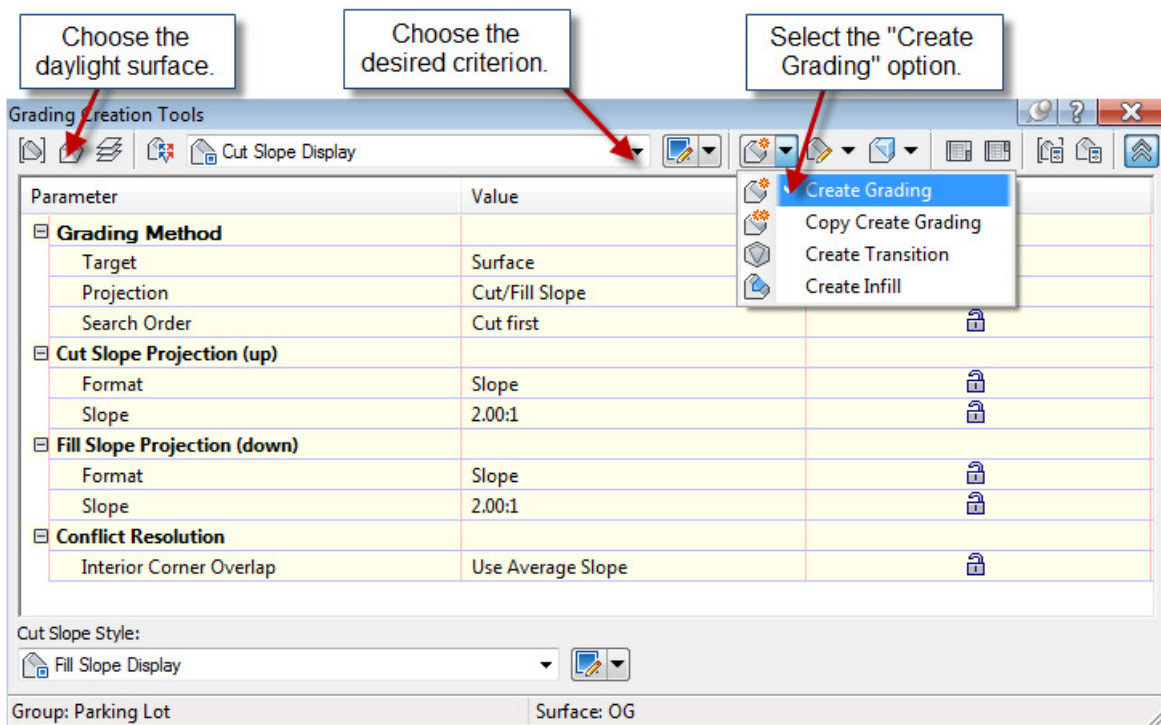 Choose the
daylight surface.
Choose the
desired criterion.
Select the "Create
Grading" option.
Grading Creation Tools
Cut Slope Display
Parameter Value
Create Grading
Copy Create Grading
Create Transition
Create Infill
Grading Method
Target Surface
Projection Cut/Fill Slope
Search Order Cut first
Cut Slope Projection (up)
Format Slope
Slope 2.00:1
Fill Slope Projection (down)
Format Slope
Slope 2.00:1
Conflict Resolution
Interior Corner Overlap Use Average Slope
Cut Slope Style:
Fill Slope Display
Group: Parking Lot Surface: OG